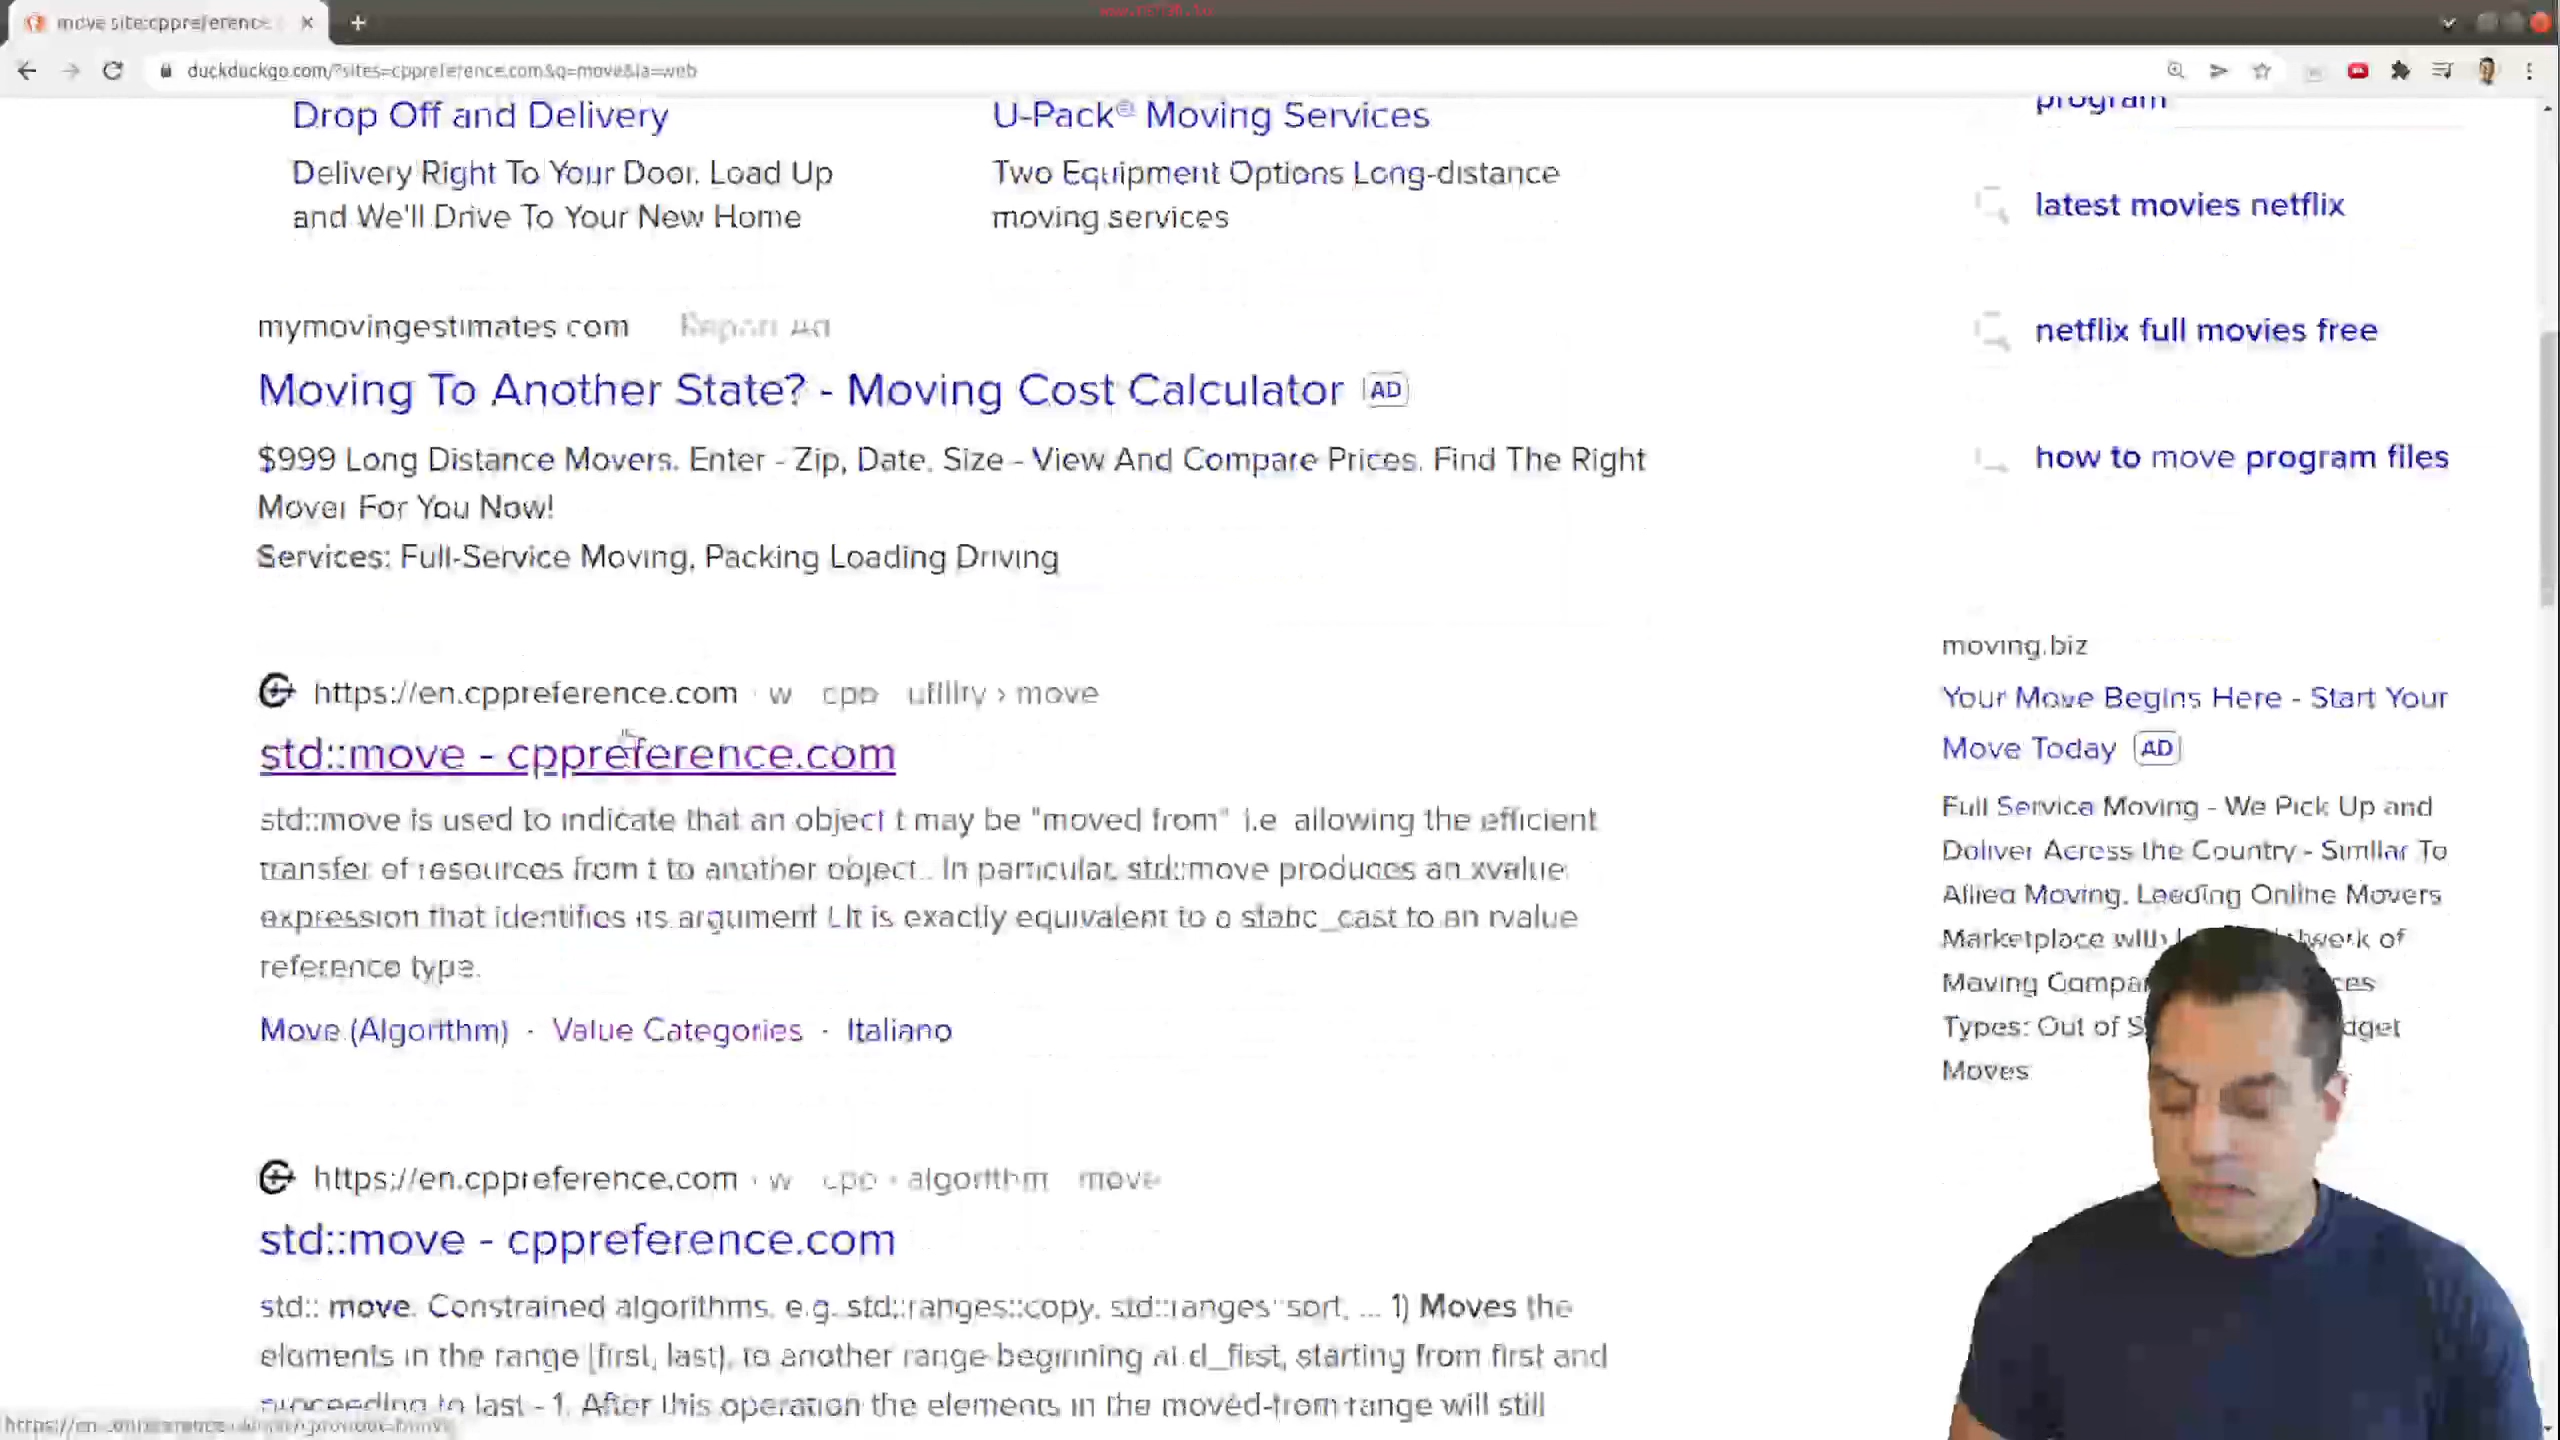 move site:cppreference
duckduckgo.com/?sites=cppreference.com&q=move&ia=web
Drop Off and Delivery
U-Pack® Moving Services
program
Delivery Right To Your Door. Load Up
and We'll Drive To Your New Home
Two Equipment Options Long-distance
moving services
latest movies netflix
netflix full movies free
how to move program files
mymovingestimates.com Report Ad
Moving To Another State? - Moving Cost Calculator AD
$999 Long Distance Movers. Enter - Zip, Date, Size - View And Compare Prices. Find The Right
Mover For You Now!
Services: Full-Service Moving, Packing Loading Driving
https://en.cppreference.com w cpp utility › move
std::move - cppreference.com
std::move is used to indicate that an object t may be "moved from" i.e allowing the efficient
transfer of resources from t to another object. In particular, std::move produces an xvalue
expression that identifies its argument t. It is exactly equivalent to a static_cast to an rvalue
reference type.
Move (Algorithm) · Value Categories · Italiano
https://en.cppreference.com · w cpp · algorithm move
std::move - cppreference.com
std:: move. Constrained algorithms, e.g. std::ranges::copy, std::ranges::sort, ... 1) Moves the
elements in the range [first, last), to another range beginning at d_first, starting from first and
proceeding to last - 1. After this operation the elements in the moved-from range will still
moving.biz
Your Move Begins Here - Start Your
Move Today AD
Full Service Moving - We Pick Up and
Deliver Across the Country - Similar To
Allied Moving. Leading Online Movers
Marketplace with of
Moving
Types: Out of
Moves